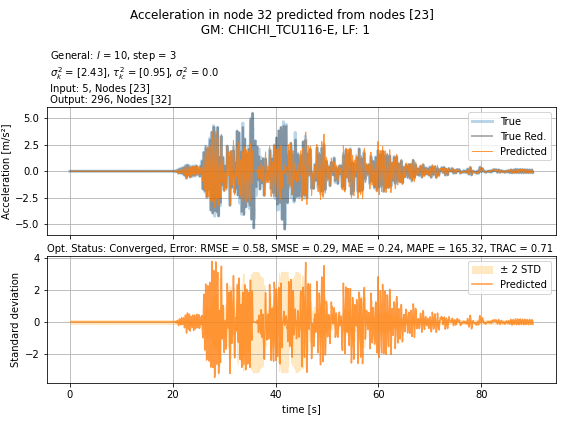 Acceleration in node 32 predicted from nodes [23]
GM: CHICHI_TCU116-E, LF: 1
General: l = 10, step = 3
σ²ₖ = [2.43], τ²ₖ = [0.95], σ²ₑ = 0.0
Input: 5, Nodes [23]
Output: 296, Nodes [32]
Acceleration [m/s²]
5.0
2.5
0.0
−2.5
−5.0
True
True Red.
Predicted
Opt. Status: Converged, Error: RMSE = 0.58, SMSE = 0.29, MAE = 0.24, MAPE = 165.32, TRAC = 0.71
Standard deviation
4
2
0
−2
± 2 STD
Predicted
0 20 40 60 80
time [s]